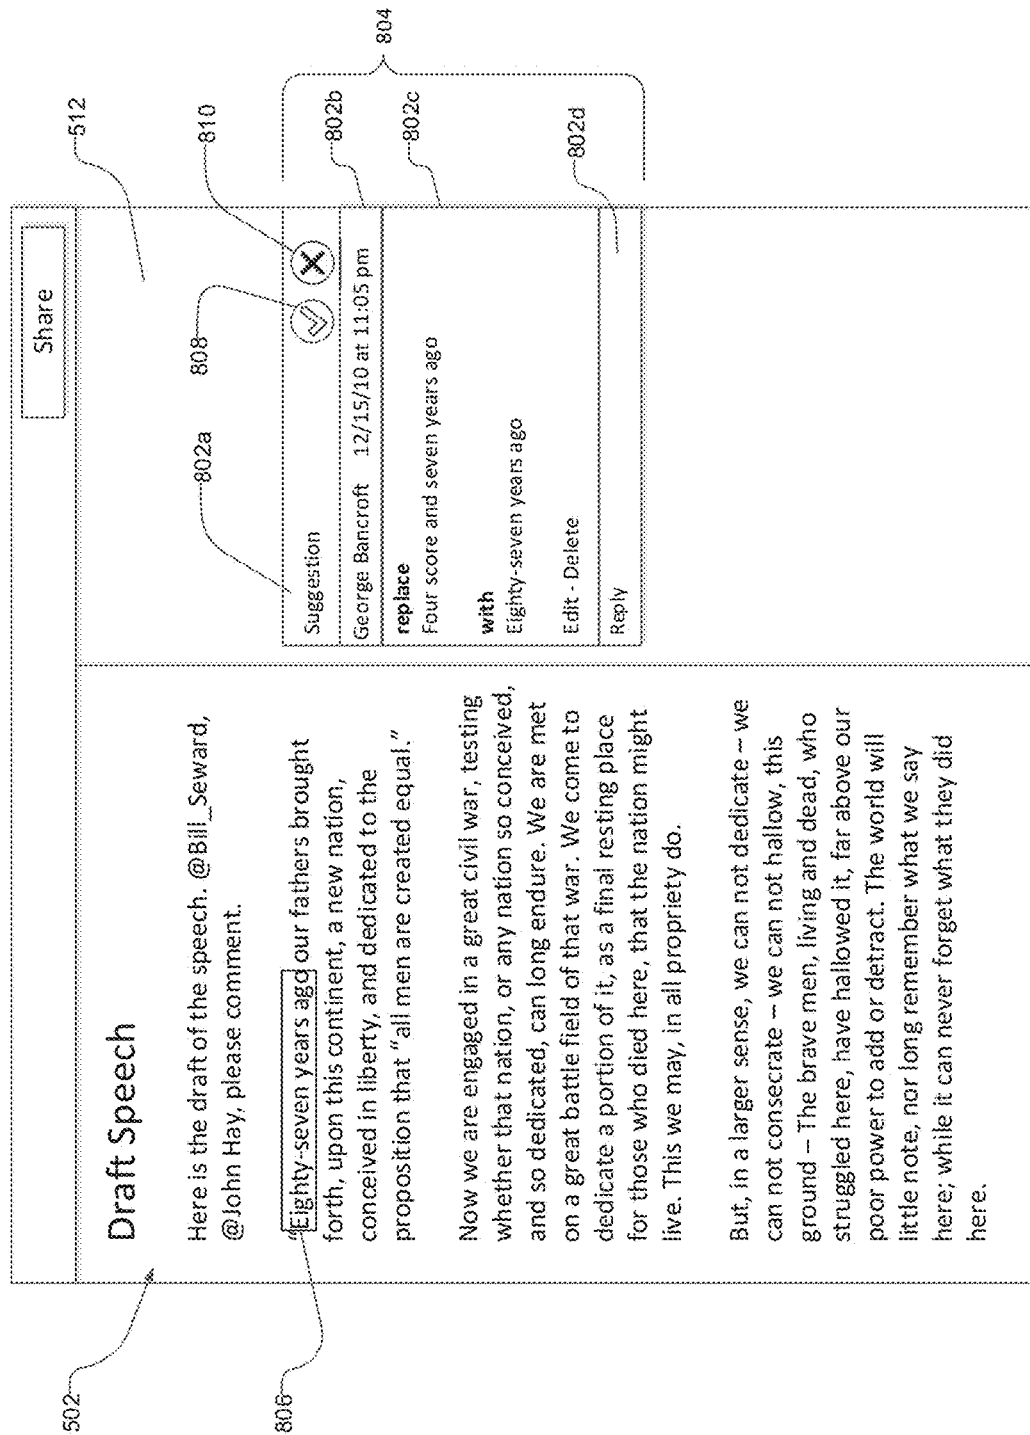 Share
Draft Speech
Here is the draft of the speech. @Bill_Seward,
@John Hay, please comment.
“Eighty-seven years ago our fathers brought
forth, upon this continent, a new nation,
conceived in liberty, and dedicated to the
proposition that “all men are created equal.”
Now we are engaged in a great civil war, testing
whether that nation, or any nation so conceived,
and so dedicated, can long endure. We are met
on a great battle field of that war. We come to
dedicate a portion of it, as a final resting place
for those who died here, that the nation might
live. This we may, in all propriety do.
But, in a larger sense, we can not dedicate – we
can not consecrate – we can not hallow, this
ground – The brave men, living and dead, who
struggled here, have hallowed it, far above our
poor power to add or detract. The world will
little note, nor long remember what we say
here; while it can never forget what they did
here.
Suggestion
George Bancroft 12/15/10 at 11:05 pm
replace
Four score and seven years ago
with
Eighty-seven years ago
Edit - Delete
Reply
502
806
802a
808
810
512
802b
802c
802d
804